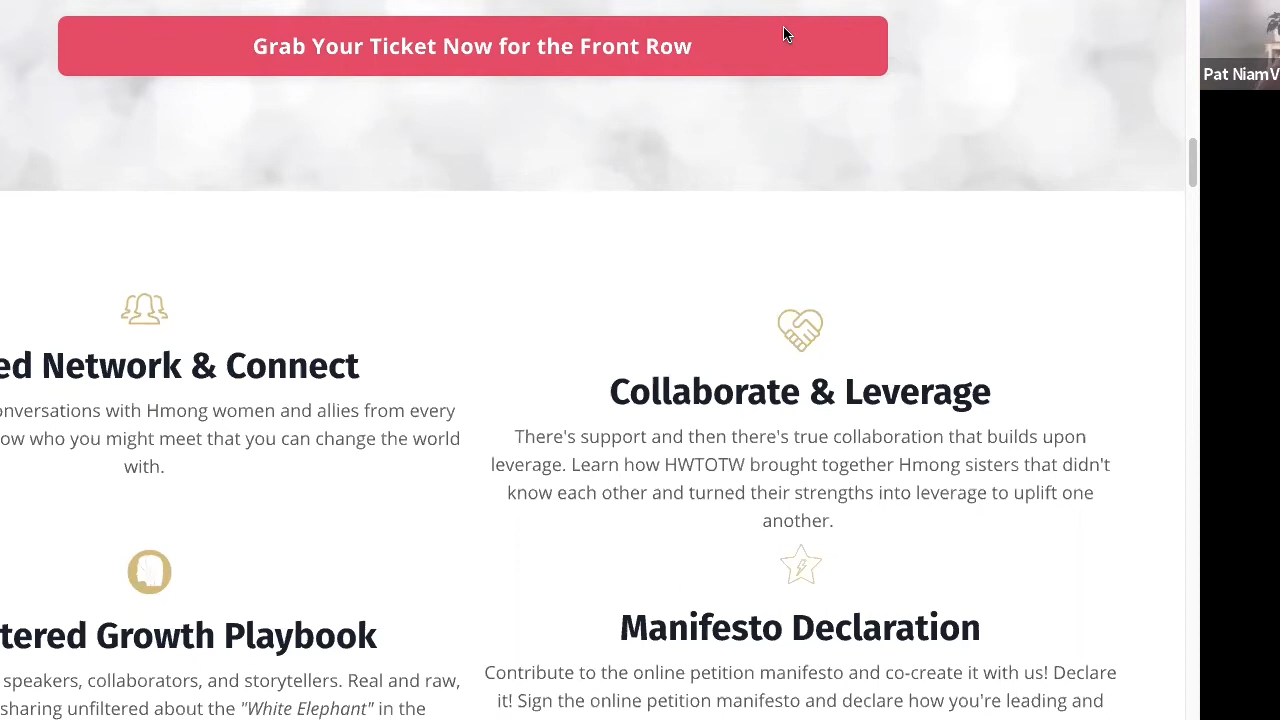 Grab Your Ticket Now for the Front Row
Pat NiamV
ed Network & Connect
onversations with Hmong women and allies from every
ow who you might meet that you can change the world
with.
Collaborate & Leverage
There's support and then there's true collaboration that builds upon
leverage. Learn how HWTOTW brought together Hmong sisters that didn't
know each other and turned their strengths into leverage to uplift one
another.
tered Growth Playbook
speakers, collaborators, and storytellers. Real and raw,
sharing unfiltered about the "White Elephant" in the
Manifesto Declaration
Contribute to the online petition manifesto and co-create it with us! Declare
it! Sign the online petition manifesto and declare how you're leading and